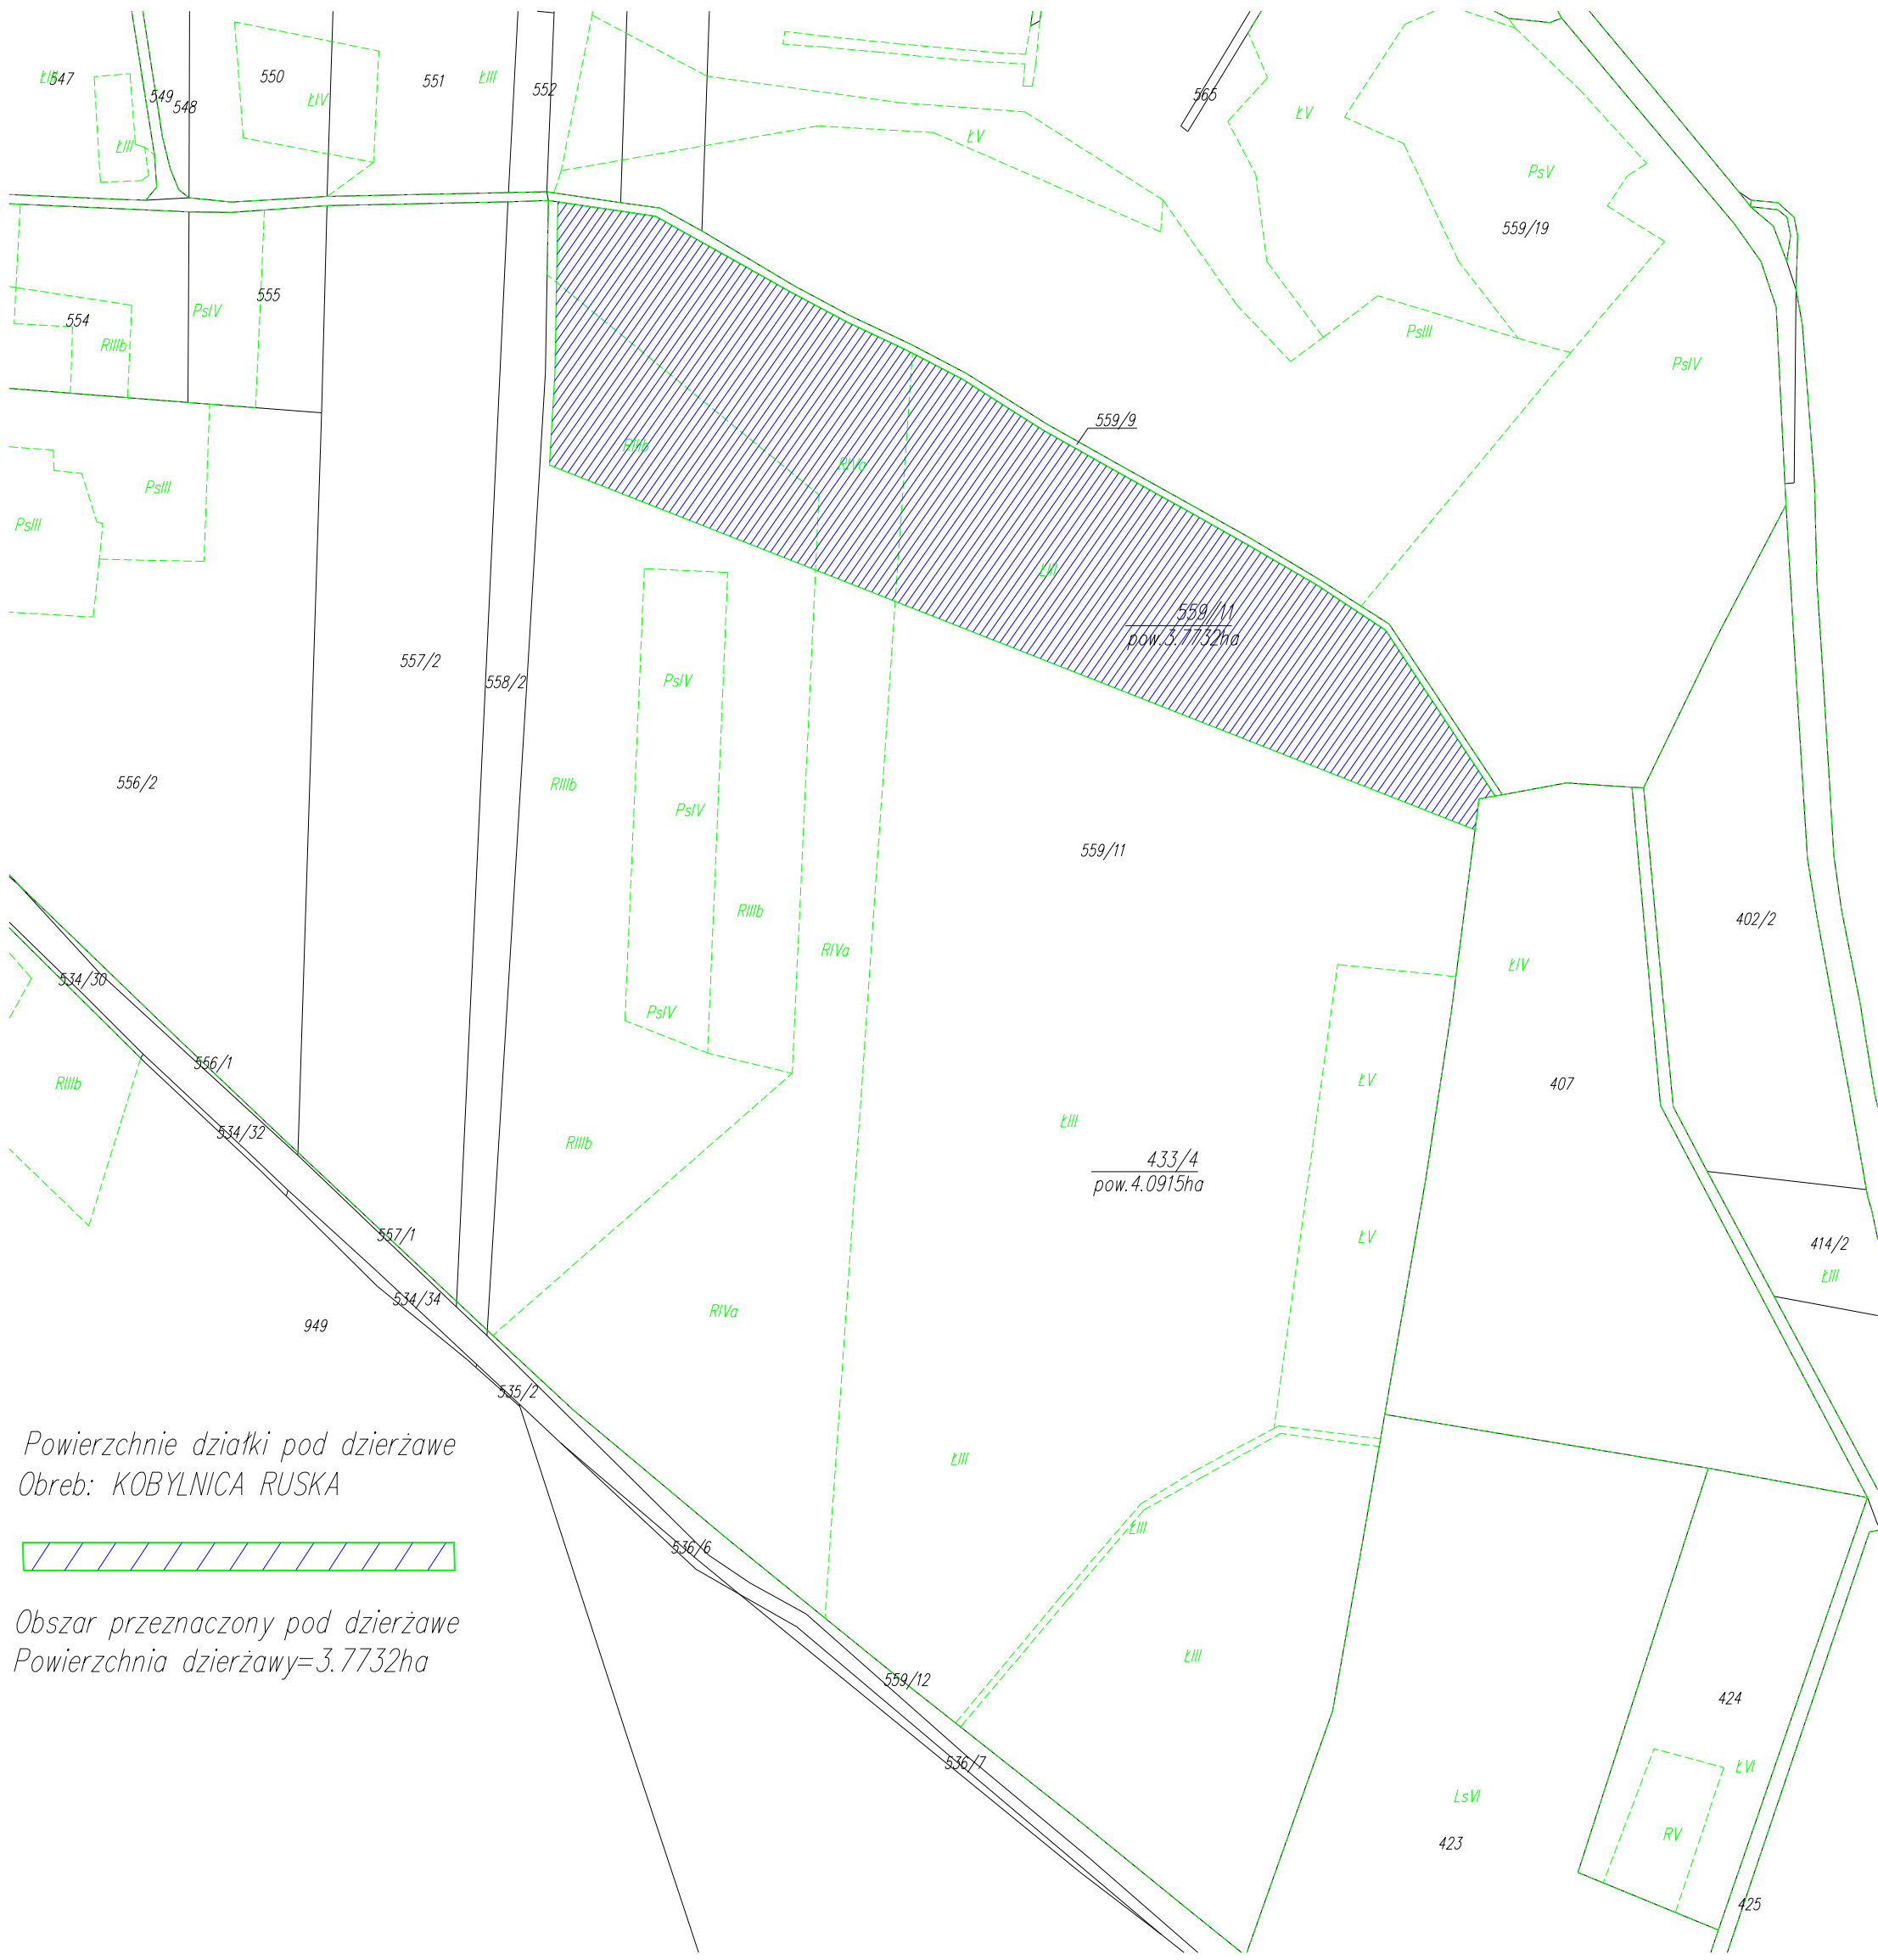 ŁIII
547
549
548
550
ŁIV
551
ŁIII
552
ŁV
565
ŁV
PsV
559/19
ŁIII
554
RIIIb
PsIV
555
PsIII
PsIV
559/9
RIIIb
RIVa
PsIII
PsIII
ŁIII
559/11
pow.3.7732ha
557/2
558/2
PsIV
556/2
RIIIb
PsIV
559/11
RIIIb
RIVa
402/2
534/30
ŁIV
PsIV
556/1
RIIIb
ŁV
407
534/32
RIIIb
ŁIII
433/4
pow.4.0915ha
557/1
ŁV
414/2
ŁIII
534/34
949
RIVa
535/2
Powierzchnie działki pod dzierżawe
Obreb: KOBYLNICA RUSKA
ŁIII
ŁIII
536/6
Obszar przeznaczony pod dzierżawe
Powierzchnia dzierżawy=3.7732ha
559/12
ŁIII
424
536/7
ŁVI
LsVI
RV
423
425